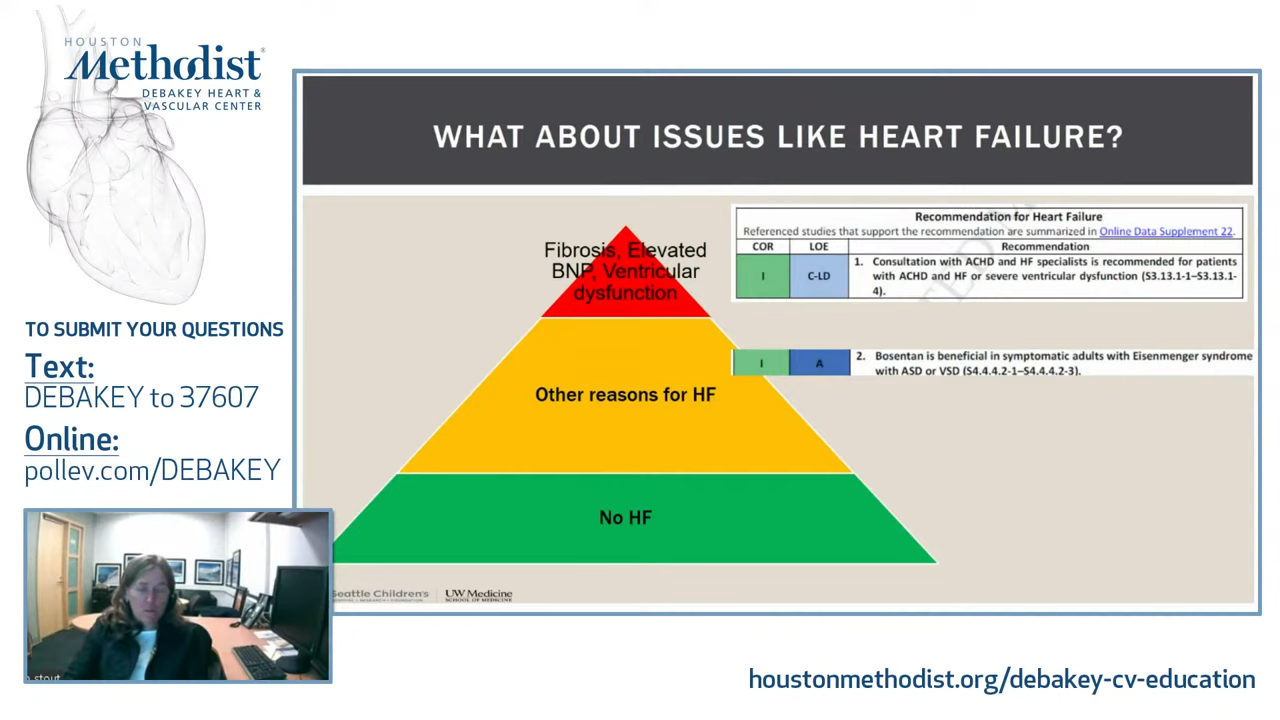 HOUSTON
Methodist®
DEBAKEY HEART &
VASCULAR CENTER
TO SUBMIT YOUR QUESTIONS
Text:
DEBAKEY to 37607
Online:
pollev.com/DEBAKEY
WHAT ABOUT ISSUES LIKE HEART FAILURE?
Fibrosis, Elevated
BNP, Ventricular
dysfunction
Other reasons for HF
No HF
Recommendation for Heart Failure
Referenced studies that support the recommendation are summarized in Online Data Supplement 22.
COR LOE Recommendation
I C-LD 1. Consultation with ACHD and HF specialists is recommended for patients
with ACHD and HF or severe ventricular dysfunction (S3.13.1-1–S3.13.1-
4).
I A 2. Bosentan is beneficial in symptomatic adults with Eisenmenger syndrome
with ASD or VSD (S4.4.4.2-1–S4.4.4.2-3).
Seattle Children's
UW Medicine
SCHOOL OF MEDICINE
stout
houstonmethodist.org/debakey-cv-education